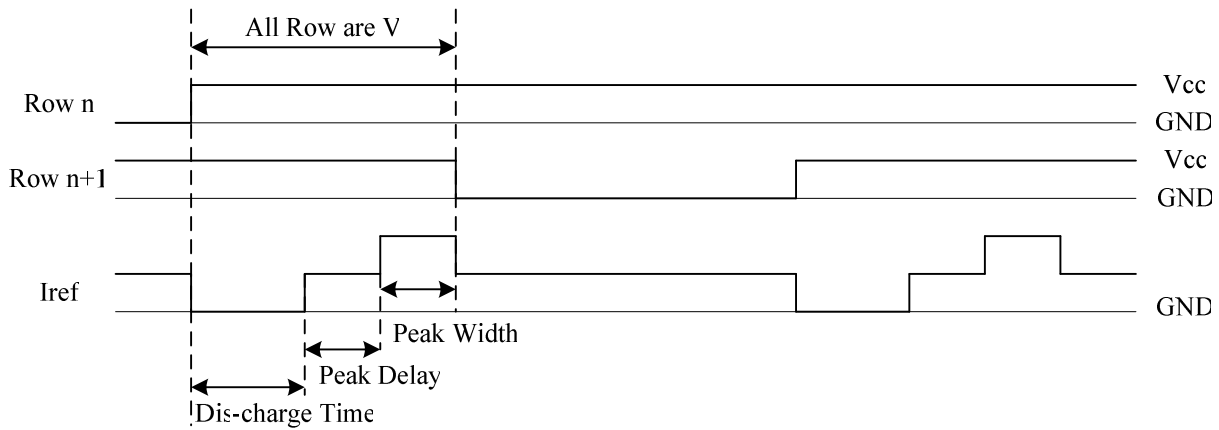 All Row are V
Row n
Vcc
GND
Row n+1
Vcc
GND
Iref
GND
Peak Width
Peak Delay
Dis-charge Time